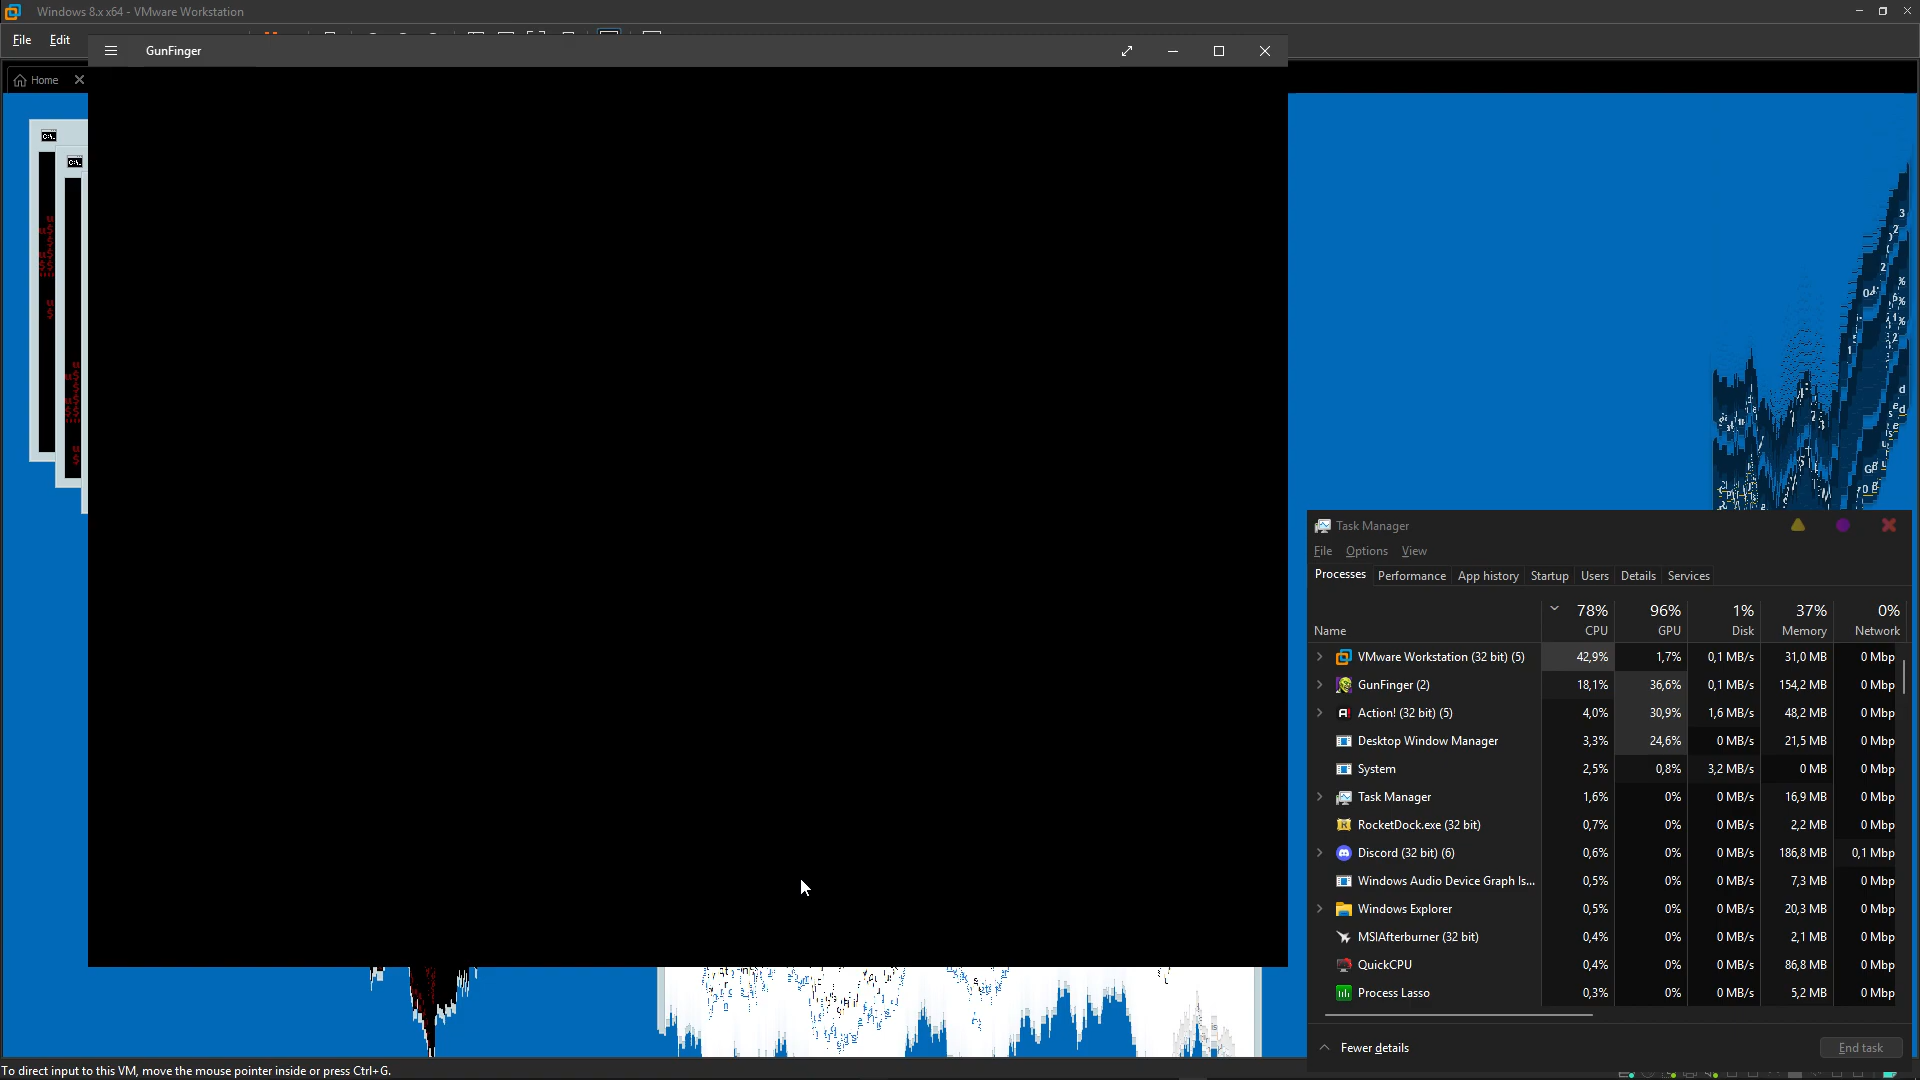 Windows 8.x x64 - VMware Workstation
File Edit
GunFinger
Home
Task Manager
File Options View
Processes Performance App history Startup Users Details Services
78% 96% 1% 37% 0%
Name CPU GPU Disk Memory Network
VMware Workstation (32 bit) (5) 42,9% 1,7% 0,1 MB/s 31,0 MB 0 Mbp
GunFinger (2) 18,1% 36,6% 0,1 MB/s 154,2 MB 0 Mbp
Action! (32 bit) (5) 4,0% 30,9% 1,6 MB/s 48,2 MB 0 Mbp
Desktop Window Manager 3,3% 24,6% 0 MB/s 21,5 MB 0 Mbp
System 2,5% 0,8% 3,2 MB/s 0 MB 0 Mbp
Task Manager 1,6% 0% 0 MB/s 16,9 MB 0 Mbp
RocketDock.exe (32 bit) 0,7% 0% 0 MB/s 2,2 MB 0 Mbp
Discord (32 bit) (6) 0,6% 0% 0 MB/s 186,8 MB 0,1 Mbp
Windows Audio Device Graph Is... 0,5% 0% 0 MB/s 7,3 MB 0 Mbp
Windows Explorer 0,5% 0% 0 MB/s 20,3 MB 0 Mbp
MSIAfterburner (32 bit) 0,4% 0% 0 MB/s 2,1 MB 0 Mbp
QuickCPU 0,4% 0% 0 MB/s 86,8 MB 0 Mbp
Process Lasso 0,3% 0% 0 MB/s 5,2 MB 0 Mbp
Fewer details End task
To direct input to this VM, move the mouse pointer inside or press Ctrl+G.